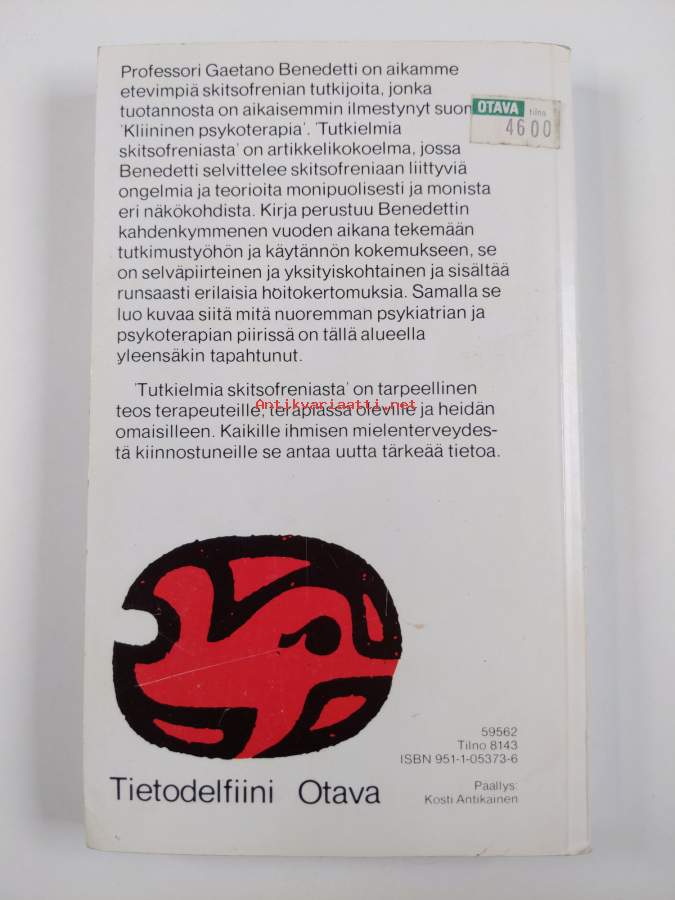 Professori Gaetano Benedetti on aikamme
etevimpiä skitsofrenian tutkijoita, jonka
tuotannosta on aikaisemmin ilmestynyt suom
'Kliininen psykoterapia'. 'Tutkielmia
skitsofreniasta' on artikkelikokoelma, jossa
Benedetti selvittelee skitsofreniaan liittyviä
ongelmia ja teorioita monipuolisesti ja monista
eri näkökohdista. Kirja perustuu Benedettin
kahdenkymmenen vuoden aikana tekemään
tutkimustyöhön ja käytännön kokemukseen, se
on selväpiirteinen ja yksityiskohtainen ja sisältää
runsaasti erilaisia hoitokertomuksia. Samalla se
luo kuvaa siitä mitä nuoremman psykiatrian ja
psykoterapian piirissä on tällä alueella
yleensäkin tapahtunut.
'Tutkielmia skitsofreniasta' on tarpeellinen
teos terapeuteille, terapiassa oleville ja heidän
omaisilleen. Kaikille ihmisen mielenterveydes-
tä kiinnostuneille se antaa uutta tärkeää tietoa.
OTAVA tilno
4600
Antikvariaatti.net
59562
Tilno 8143
ISBN 951-1-05373-6
Päällys:
Kosti Antikainen
Tietodelfiini Otava